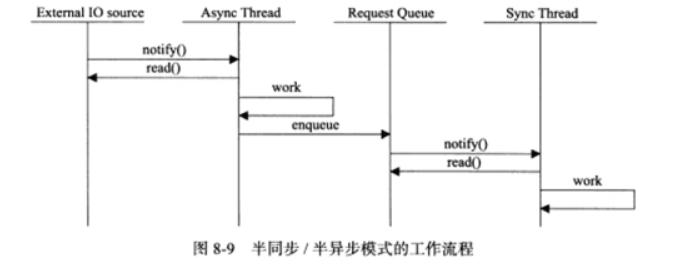 External IO source Async Thread Request Queue Sync Thread
notify()
read()
work
enqueue
notify()
read()
work
图 8-9 半同步 / 半异步模式的工作流程